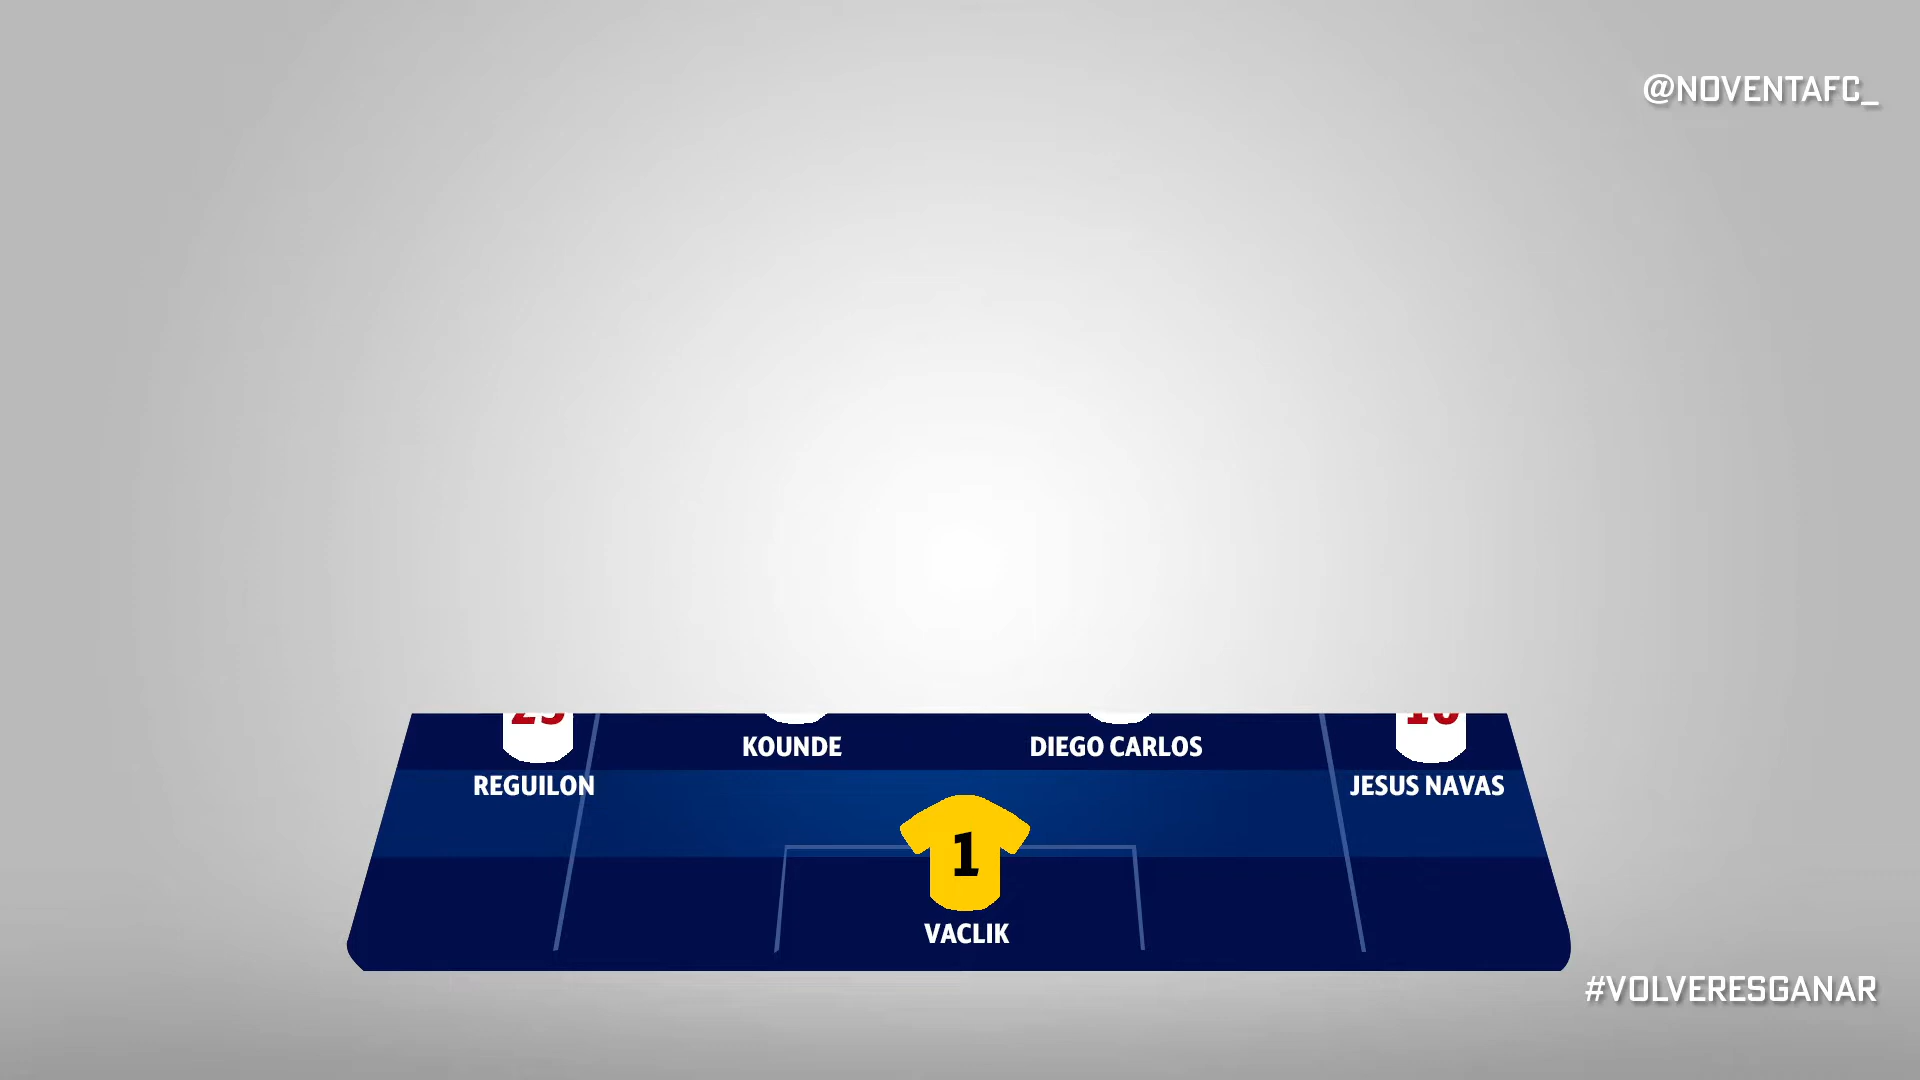 @NOVENTAFC_
KOUNDE
DIEGO CARLOS
REGUILON
JESUS NAVAS
1
VACLIK
#VOLVERESGANAR